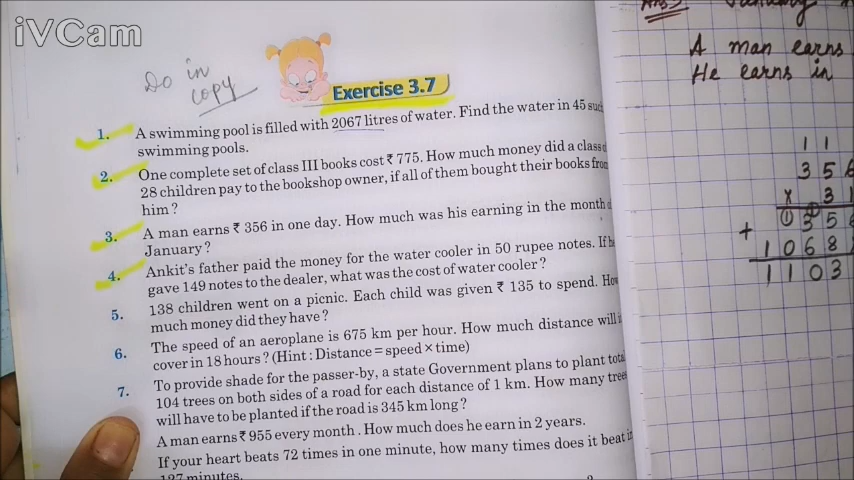 iVCam
Do in
copy
Exercise 3.7
1. A swimming pool is filled with 2067 litres of water. Find the water in 45 such
swimming pools.
2. One complete set of class III books cost ₹ 775. How much money did a class
28 children pay to the bookshop owner, if all of them bought their books from
him ?
3. A man earns ₹ 356 in one day. How much was his earning in the month
January ?
4. Ankit's father paid the money for the water cooler in 50 rupee notes. If he
gave 149 notes to the dealer, what was the cost of water cooler ?
5. 138 children went on a picnic. Each child was given ₹ 135 to spend. How
much money did they have ?
6. The speed of an aeroplane is 675 km per hour. How much distance will
cover in 18 hours ? (Hint : Distance = speed × time)
7. To provide shade for the passer-by, a state Government plans to plant total
104 trees on both sides of a road for each distance of 1 km. How many trees
will have to be planted if the road is 345 km long ?
A man earns ₹ 955 every month . How much does he earn in 2 years.
If your heart beats 72 times in one minute, how many times does it beat in
127 minutes.
A man earns
He earns in
1 1
3 5 6
× 3 1
1 3 5 6
+ 1 0 6 8
1 1 0 3